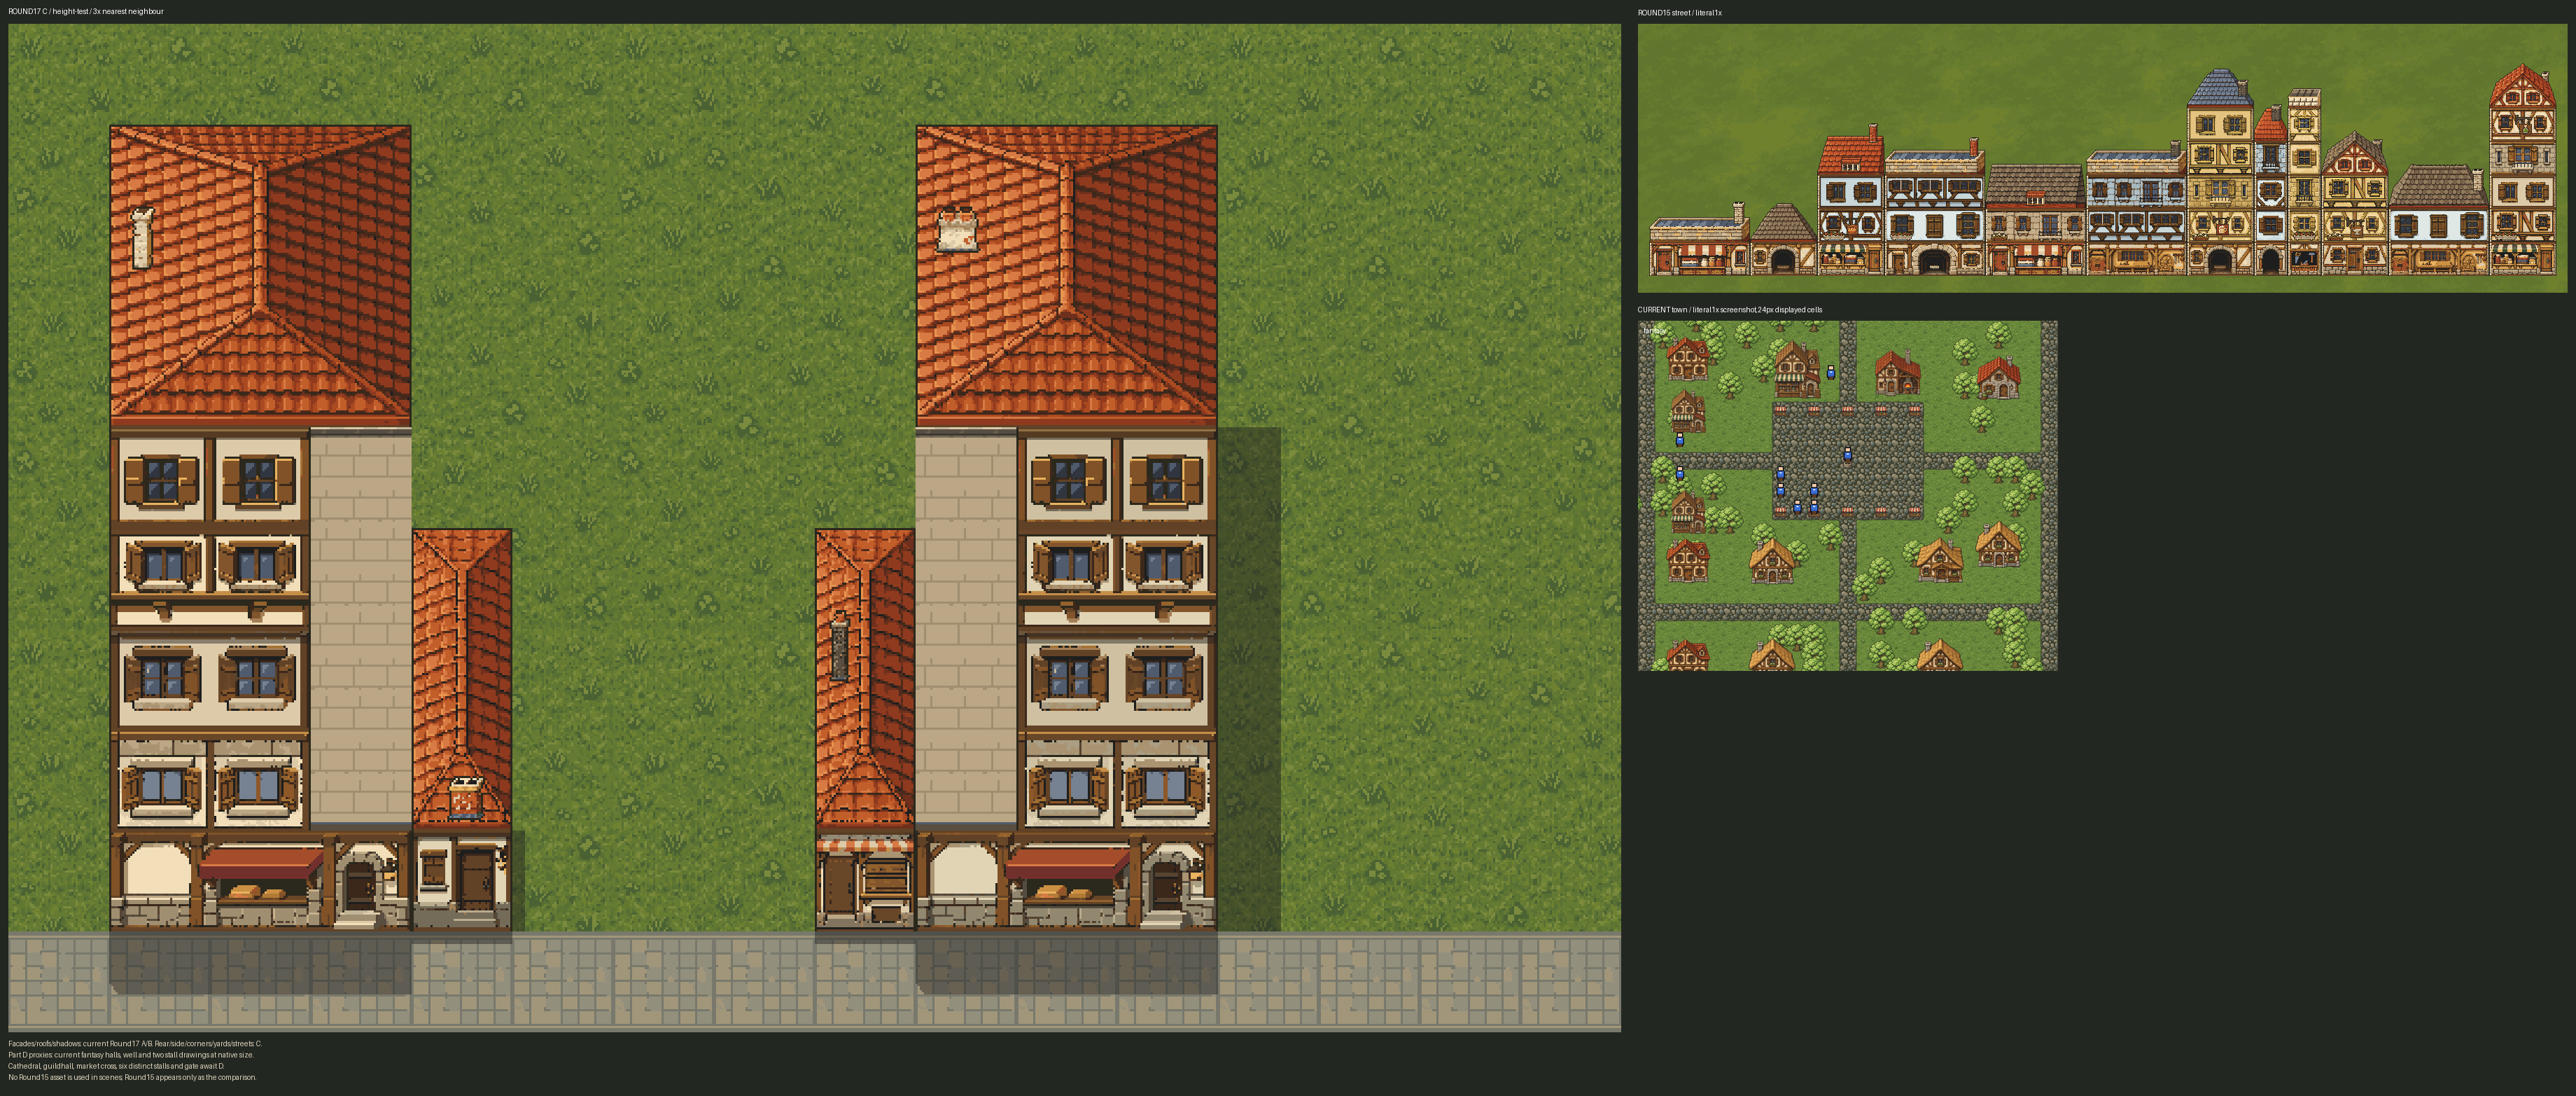 ROUND17 C / height-test / 3x nearest neighbour
ROUND15 street / literal 1x
CURRENT town / literal 1x screenshot, 24px displayed cells
Facades/roofs/shadows: current Round17 A/B. Rear/side/corners/yards/streets: C.
Part D proxies: current fantasy halls, well and two stall drawings at native size.
Cathedral, guildhall, market cross, six distinct stalls and gate await D.
No Round15 asset is used in scenes; Round15 appears only as the comparison.